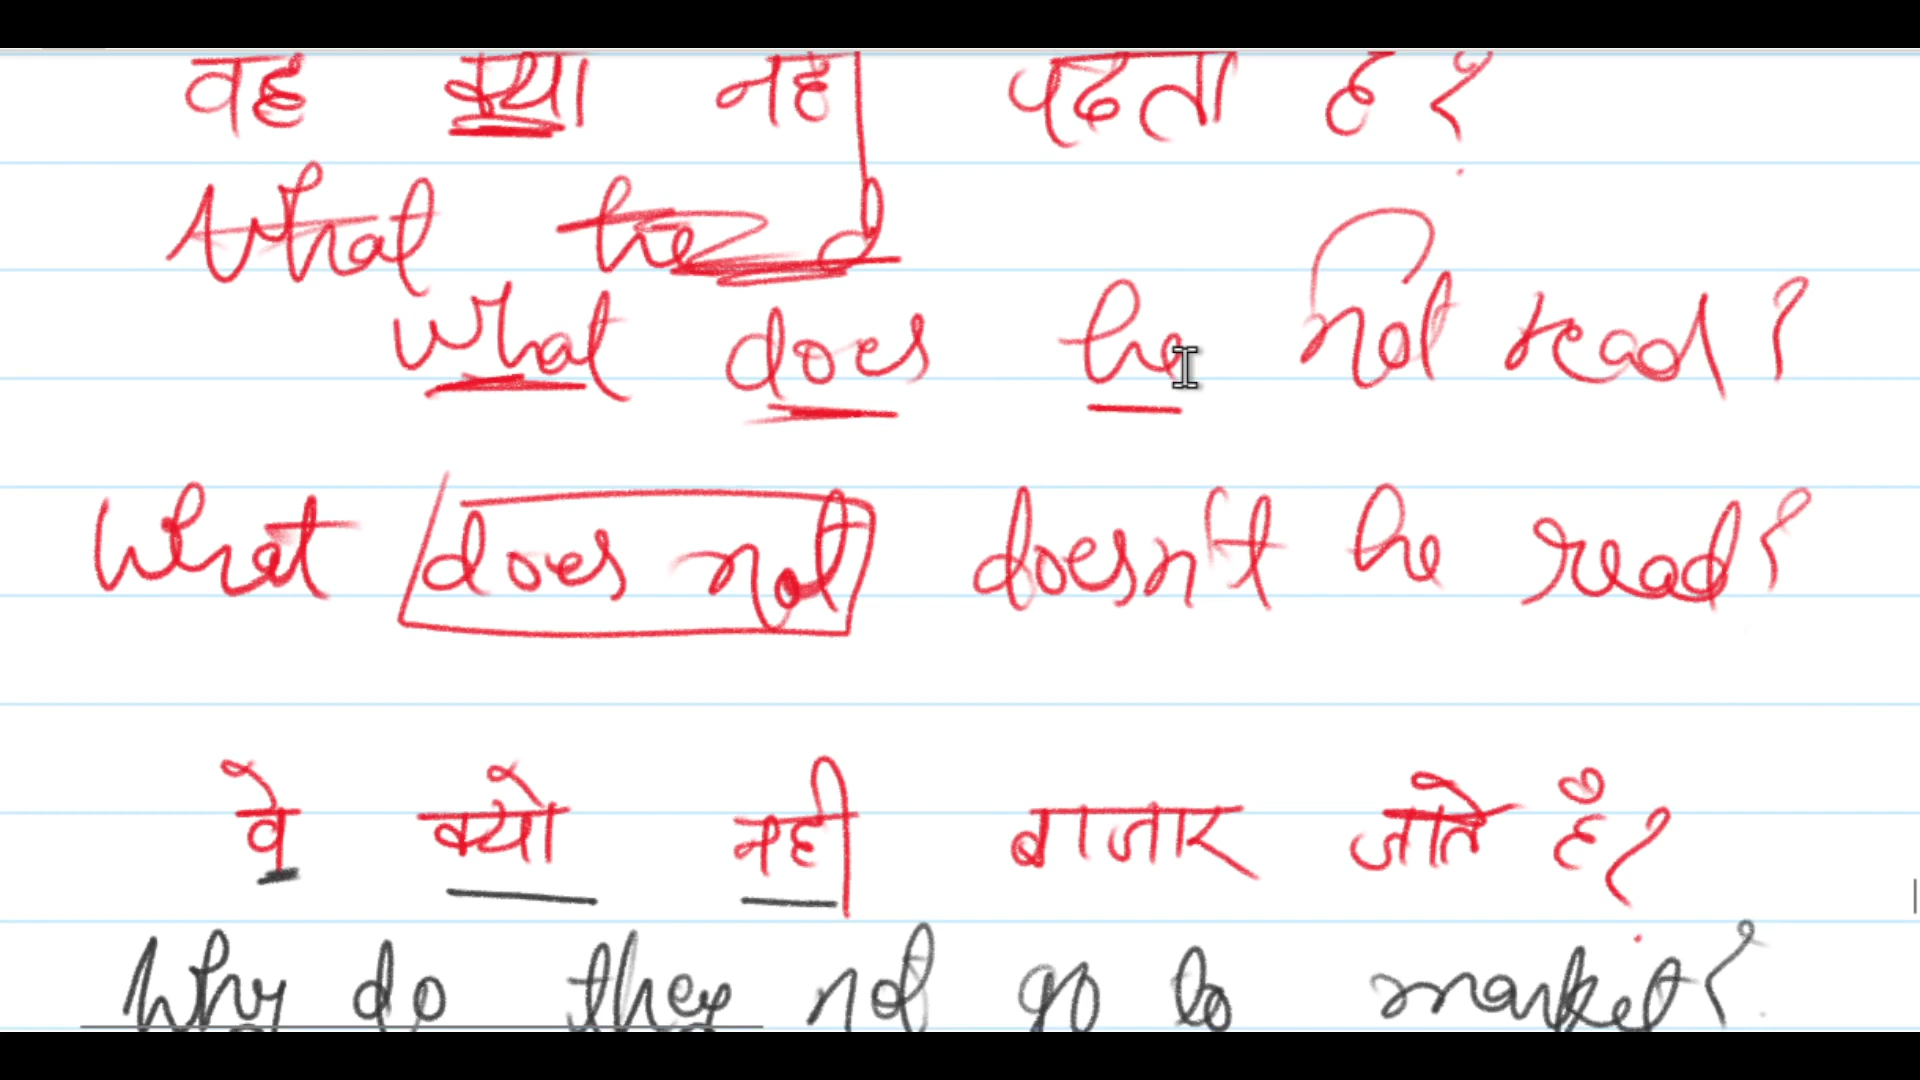 वह क्या नही पढता है?
What he d
What does he not read?
What does not doesn't he read?
वे क्यो नही बाजार जाते हैं?
Why do they not go to market?